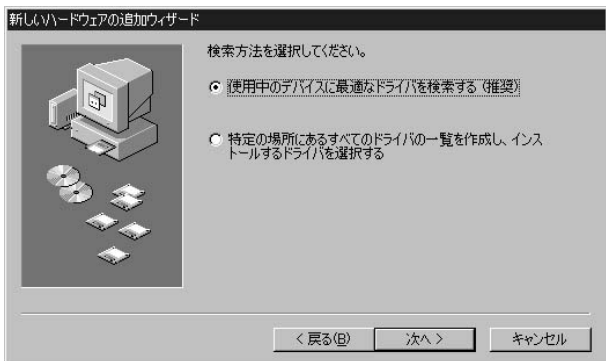 新しいハードウェアの追加ウィザード
検索方法を選択してください。
使用中のデバイスに最適なドライバを検索する (推奨)
特定の場所にあるすべてのドライバの一覧を作成し、インス
トールするドライバを選択する
< 戻る(B)
次へ >
キャンセル